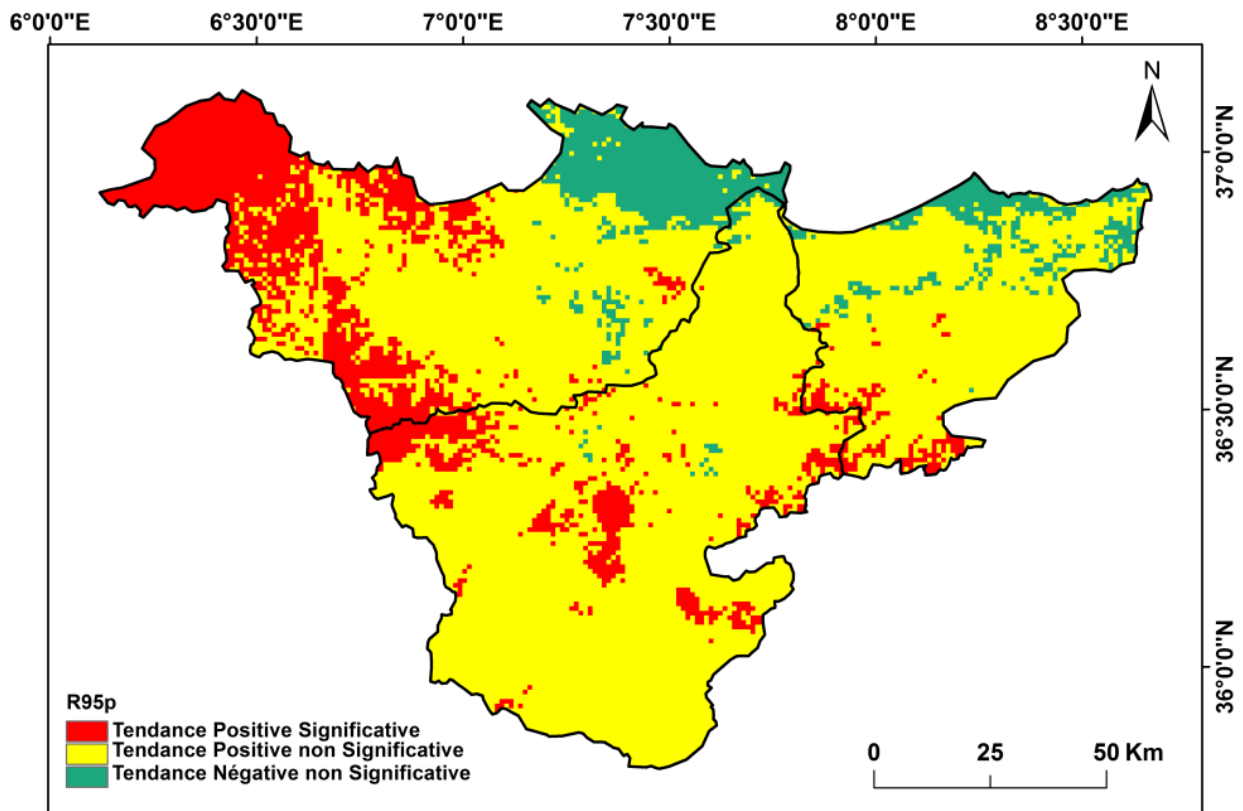 6°0'0"E 6°30'0"E 7°0'0"E 7°30'0"E 8°0'0"E 8°30'0"E
N
37°0'0"N
36°30'0"N
36°0'0"N
R95p
Tendance Positive Significative
Tendance Positive non Significative
Tendance Négative non Significative
0 25 50 Km